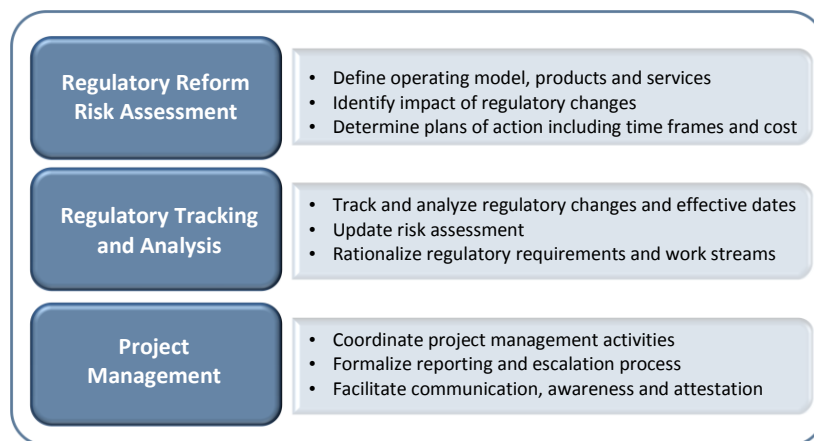 Regulatory Reform
Risk Assessment
• Define operating model, products and services
• Identify impact of regulatory changes
• Determine plans of action including time frames and cost
Regulatory Tracking
and Analysis
• Track and analyze regulatory changes and effective dates
• Update risk assessment
• Rationalize regulatory requirements and work streams
Project
Management
• Coordinate project management activities
• Formalize reporting and escalation process
• Facilitate communication, awareness and attestation